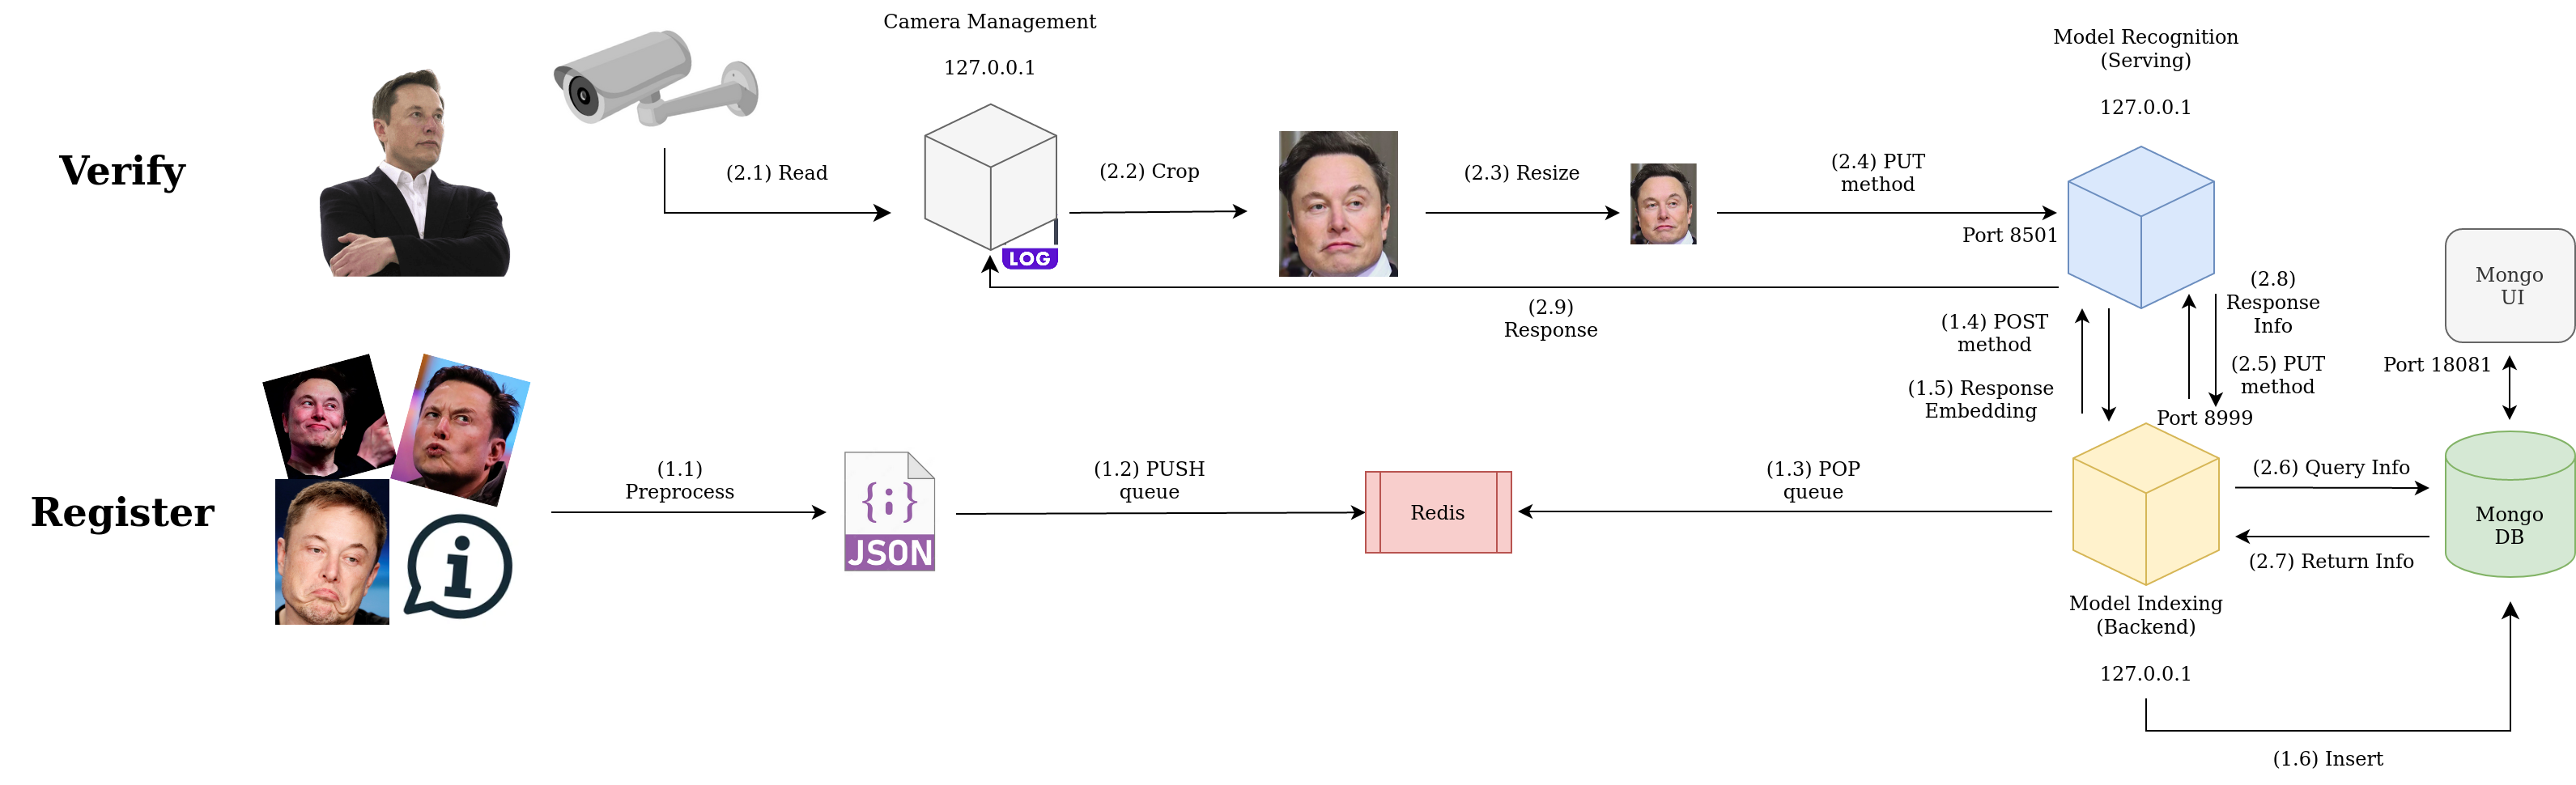 Camera Management
127.0.0.1
Model Recognition
(Serving)
127.0.0.1
Verify
(2.1) Read
(2.2) Crop
(2.3) Resize
(2.4) PUT
method
Port 8501
LOG
(2.9)
Response
(2.8)
Response
Info
Mongo
UI
(1.4) POST
method
(2.5) PUT
method
Port 18081
(1.5) Response
Embedding
Port 8999
Register
(1.1)
Preprocess
{;}
JSON
(1.2) PUSH
queue
Redis
(1.3) POP
queue
(2.6) Query Info
Mongo
DB
(2.7) Return Info
Model Indexing
(Backend)
127.0.0.1
(1.6) Insert